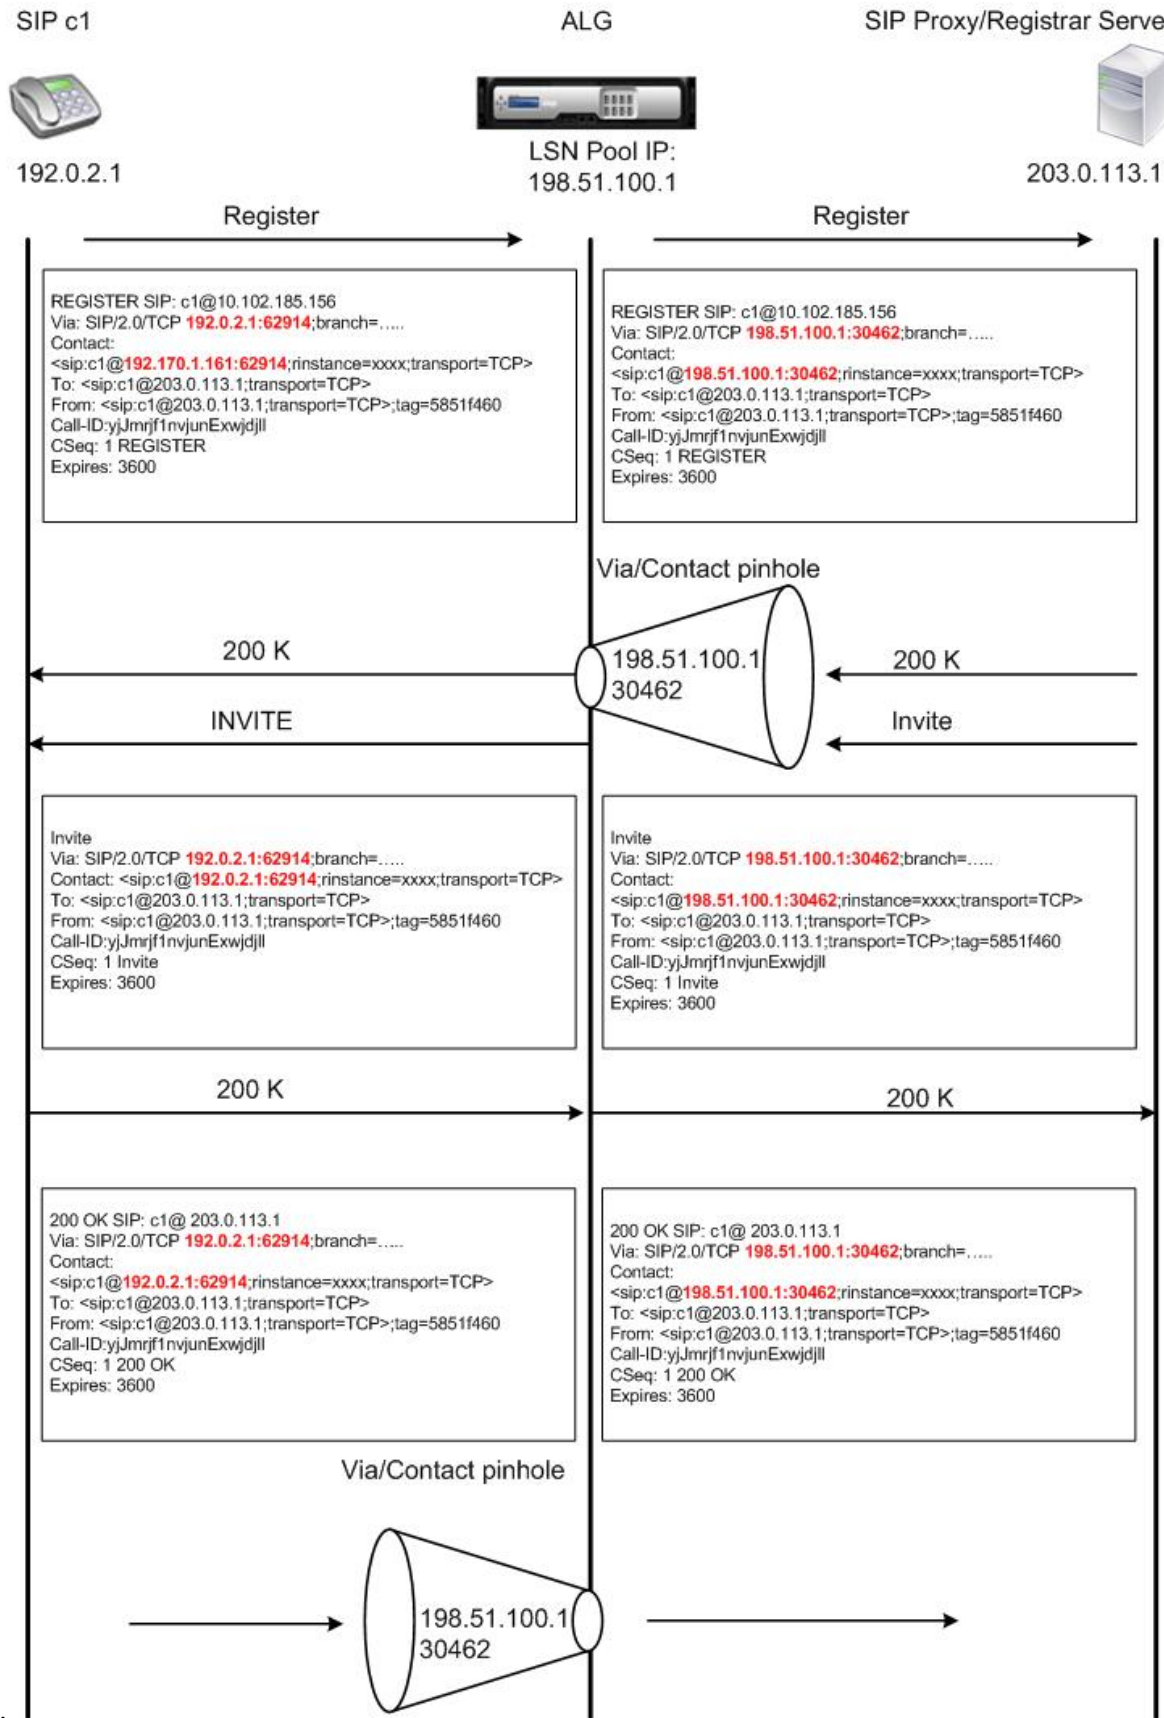 SIP c1
ALG
SIP Proxy/Registrar Serve
192.0.2.1
LSN Pool IP:
198.51.100.1
203.0.113.1
Register
Register
REGISTER SIP: c1@10.102.185.156
Via: SIP/2.0/TCP 192.0.2.1:62914;branch=.....
Contact:
<sip:c1@192.170.1.161:62914;rinstance=xxxx;transport=TCP>
To: <sip:c1@203.0.113.1;transport=TCP>
From: <sip:c1@203.0.113.1;transport=TCP>;tag=5851f460
Call-ID:yjJmrjf1nvjunExwjdjll
CSeq: 1 REGISTER
Expires: 3600
REGISTER SIP: c1@10.102.185.156
Via: SIP/2.0/TCP 198.51.100.1:30462;branch=.....
Contact:
<sip:c1@198.51.100.1:30462;rinstance=xxxx;transport=TCP>
To: <sip:c1@203.0.113.1;transport=TCP>
From: <sip:c1@203.0.113.1;transport=TCP>;tag=5851f460
Call-ID:yjJmrjf1nvjunExwjdjll
CSeq: 1 REGISTER
Expires: 3600
Via/Contact pinhole
200 K
198.51.100.1
30462
200 K
INVITE
Invite
Invite
Via: SIP/2.0/TCP 192.0.2.1:62914;branch=.....
Contact: <sip:c1@192.0.2.1:62914;rinstance=xxxx;transport=TCP>
To: <sip:c1@203.0.113.1;transport=TCP>
From: <sip:c1@203.0.113.1;transport=TCP>;tag=5851f460
Call-ID:yjJmrjf1nvjunExwjdjll
CSeq: 1 Invite
Expires: 3600
Invite
Via: SIP/2.0/TCP 198.51.100.1:30462;branch=.....
Contact:
<sip:c1@198.51.100.1:30462;rinstance=xxxx;transport=TCP>
To: <sip:c1@203.0.113.1;transport=TCP>
From: <sip:c1@203.0.113.1;transport=TCP>;tag=5851f460
Call-ID:yjJmrjf1nvjunExwjdjll
CSeq: 1 Invite
Expires: 3600
200 K
200 K
200 OK SIP: c1@ 203.0.113.1
Via: SIP/2.0/TCP 192.0.2.1:62914;branch=.....
Contact:
<sip:c1@192.0.2.1:62914;rinstance=xxxx;transport=TCP>
To: <sip:c1@203.0.113.1;transport=TCP>
From: <sip:c1@203.0.113.1;transport=TCP>;tag=5851f460
Call-ID:yjJmrjf1nvjunExwjdjll
CSeq: 1 200 OK
Expires: 3600
200 OK SIP: c1@ 203.0.113.1
Via: SIP/2.0/TCP 198.51.100.1:30462;branch=.....
Contact:
<sip:c1@198.51.100.1:30462;rinstance=xxxx;transport=TCP>
To: <sip:c1@203.0.113.1;transport=TCP>
From: <sip:c1@203.0.113.1;transport=TCP>;tag=5851f460
Call-ID:yjJmrjf1nvjunExwjdjll
CSeq: 1 200 OK
Expires: 3600
Via/Contact pinhole
198.51.100.1
30462